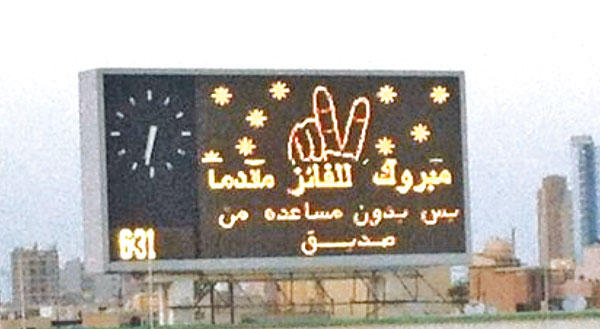 مبروك للفائز مقدماً
بس بدون مساعده من
صديق
631